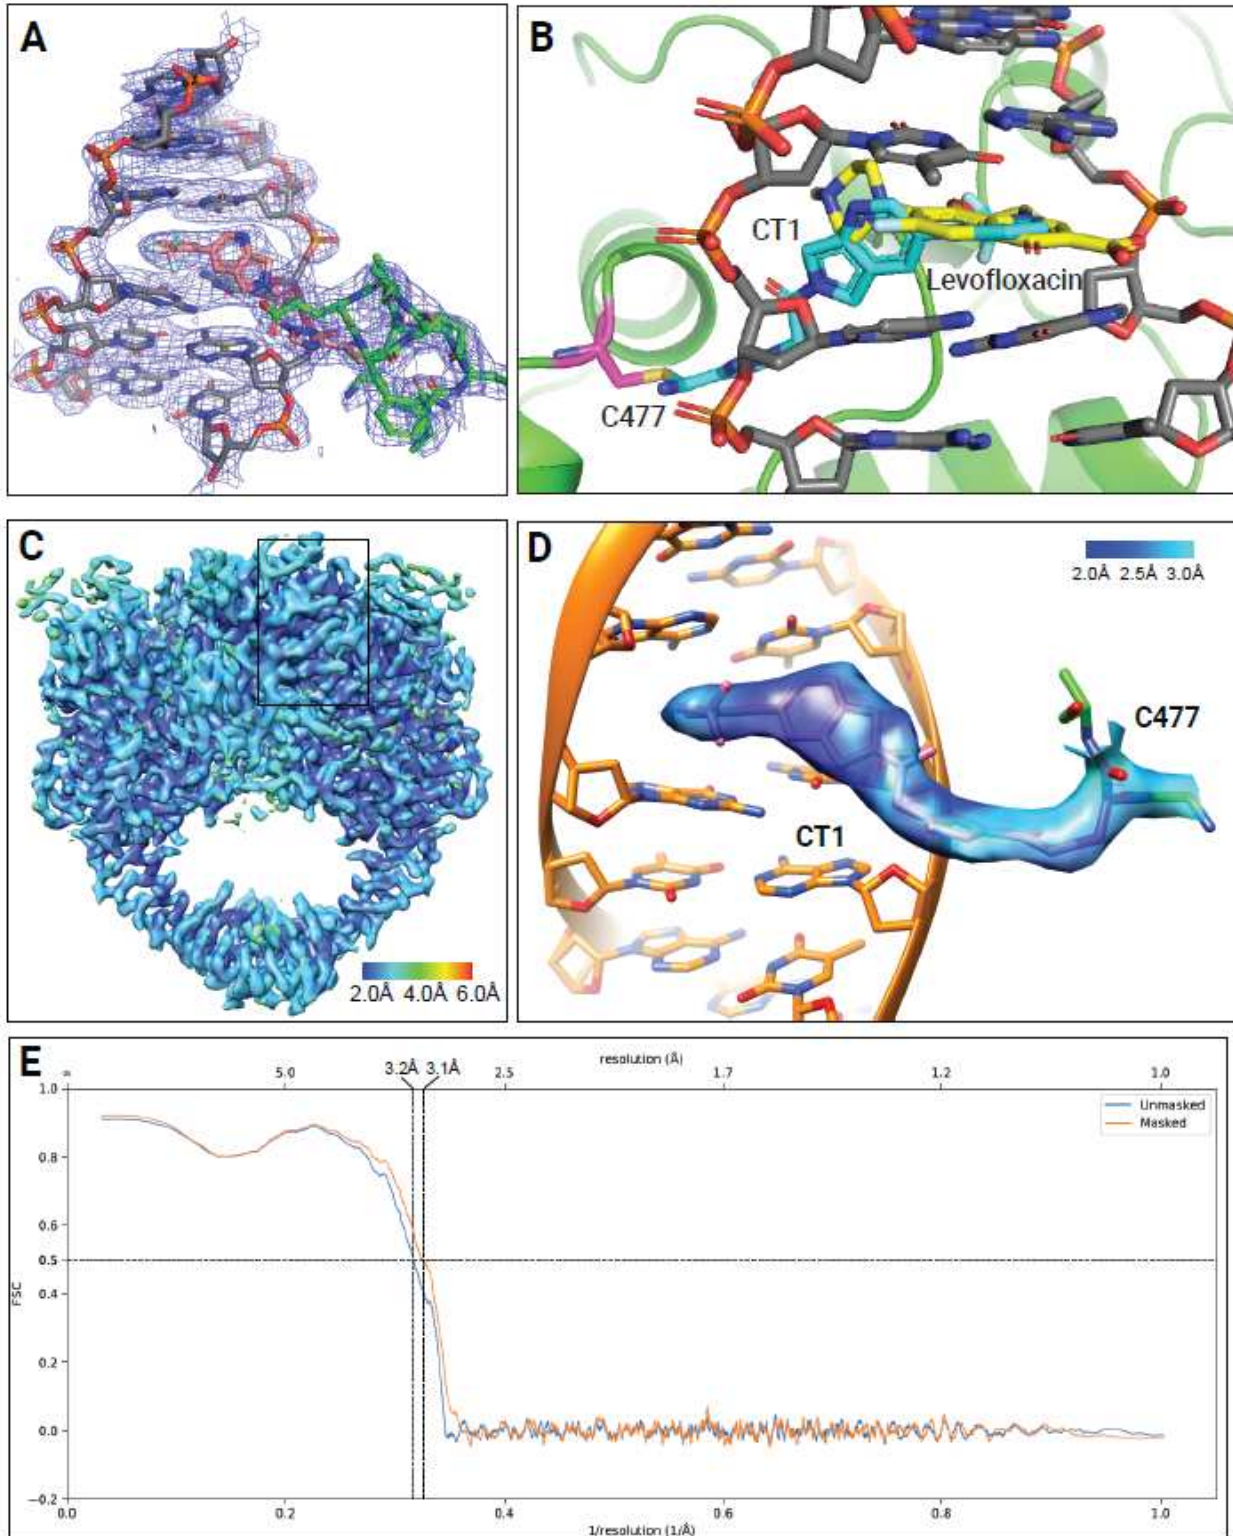 A
B
CT1
Levofloxacin
C477
C
2.0Å 4.0Å 6.0Å
D
2.0Å 2.5Å 3.0Å
C477
CT1
E
resolution (Å)
∞ 5.0 3.2Å 3.1Å 2.5 1.7 1.2 1.0
Unmasked
Masked
1.0
0.8
0.6
0.5
0.4
0.2
0.0
−0.2
FSC
0.0 0.2 0.4 0.6 0.8 1.0
1/resolution (1/Å)